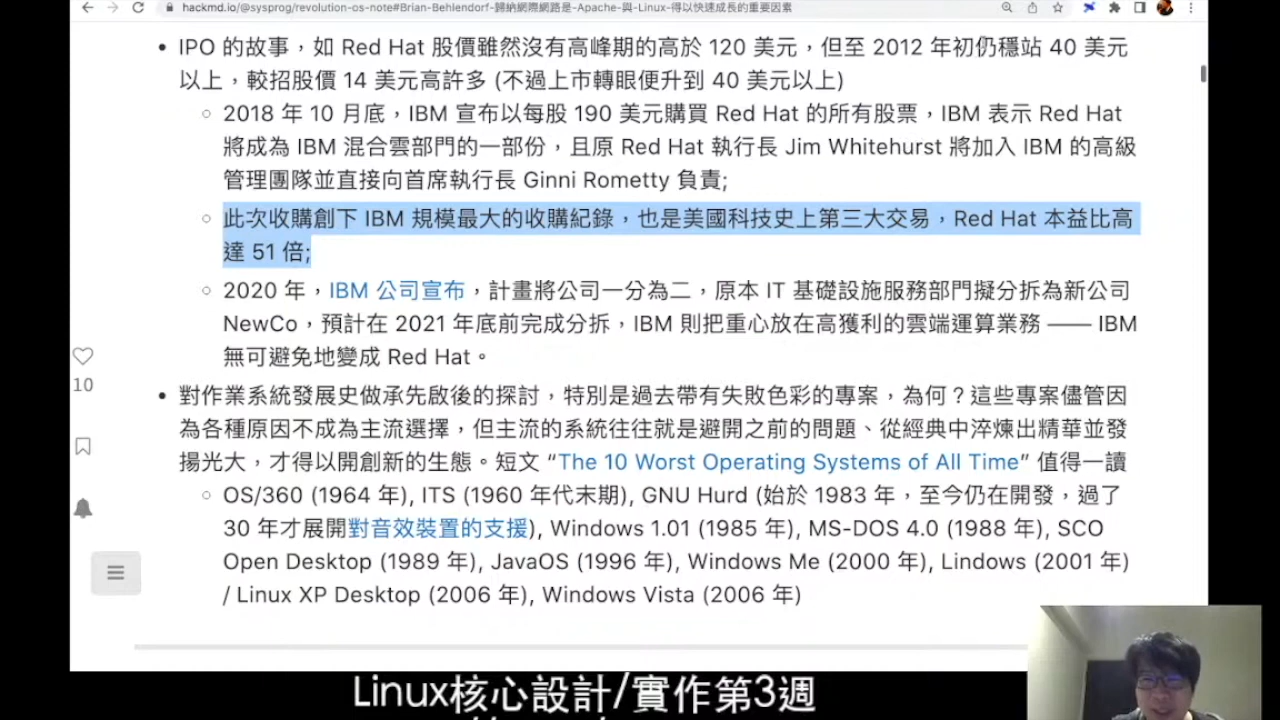 hackmd.io/@sysprog/revolution-os-note#Brian-Behlendorf-歸納網際網路是-Apache-與-Linux-得以快速成長的重要因素
IPO 的故事，如 Red Hat 股價雖然沒有高峰期的高於 120 美元，但至 2012 年初仍穩站 40 美元
以上，較招股價 14 美元高許多 (不過上市轉眼便升到 40 美元以上)
2018 年 10 月底，IBM 宣布以每股 190 美元購買 Red Hat 的所有股票，IBM 表示 Red Hat
將成為 IBM 混合雲部門的一部份，且原 Red Hat 執行長 Jim Whitehurst 將加入 IBM 的高級
管理團隊並直接向首席執行長 Ginni Rometty 負責;
此次收購創下 IBM 規模最大的收購紀錄，也是美國科技史上第三大交易，Red Hat 本益比高
達 51 倍;
2020 年，IBM 公司宣布，計畫將公司一分為二，原本 IT 基礎設施服務部門擬分拆為新公司
NewCo，預計在 2021 年底前完成分拆，IBM 則把重心放在高獲利的雲端運算業務 —— IBM
無可避免地變成 Red Hat。
對作業系統發展史做承先啟後的探討，特別是過去帶有失敗色彩的專案，為何？這些專案儘管因
為各種原因不成為主流選擇，但主流的系統往往就是避開之前的問題、從經典中淬煉出精華並發
揚光大，才得以開創新的生態。短文 “The 10 Worst Operating Systems of All Time” 值得一讀
OS/360 (1964 年), ITS (1960 年代末期), GNU Hurd (始於 1983 年，至今仍在開發，過了
30 年才展開對音效裝置的支援), Windows 1.01 (1985 年), MS-DOS 4.0 (1988 年), SCO
Open Desktop (1989 年), JavaOS (1996 年), Windows Me (2000 年), Lindows (2001 年)
/ Linux XP Desktop (2006 年), Windows Vista (2006 年)
10
Linux核心設計/實作第3週